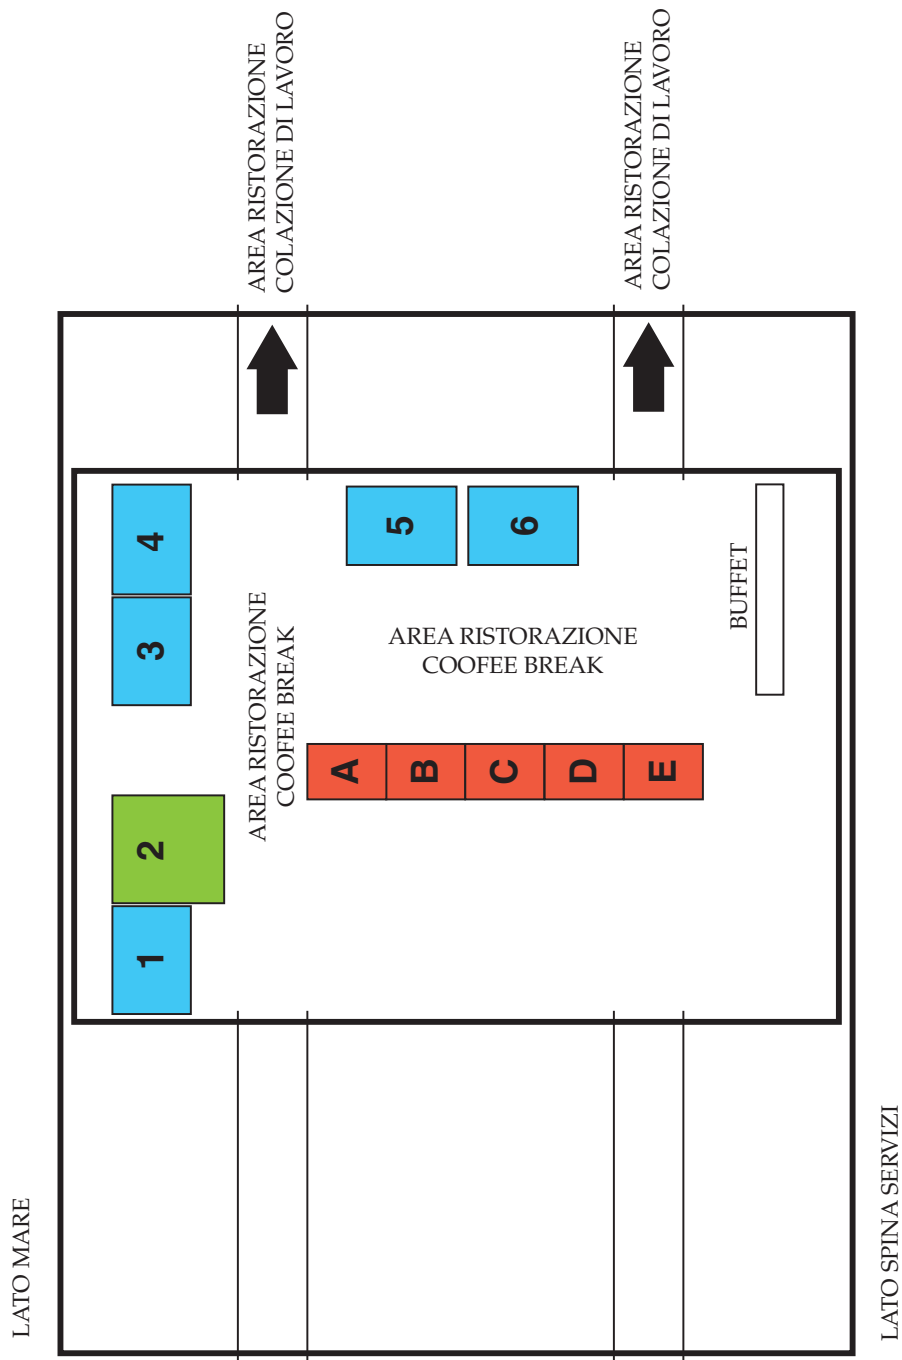 AREA RISTORAZIONE
COLAZIONE DI LAVORO
AREA RISTORAZIONE
COLAZIONE DI LAVORO
4
3
2
1
5
6
AREA RISTORAZIONE
COOFEE BREAK
AREA RISTORAZIONE
COOFEE BREAK
BUFFET
A
B
C
D
E
LATO MARE
LATO SPINA SERVIZI